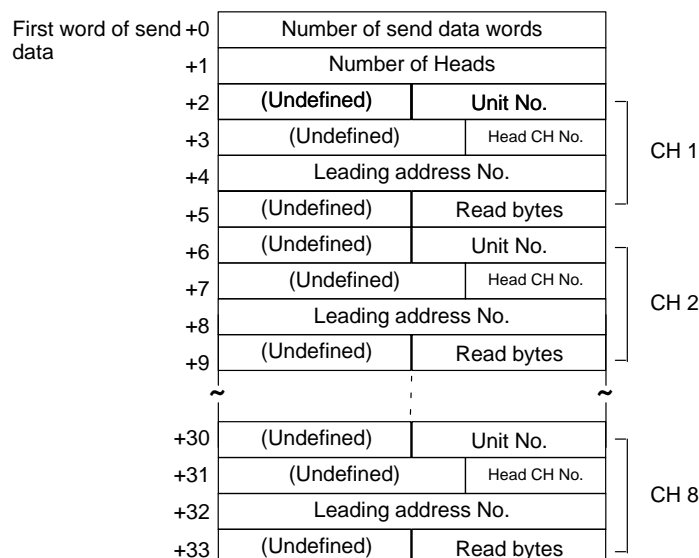 First word of send data +0 Number of send data words
+1 Number of Heads
+2 (Undefined) Unit No.
+3 (Undefined) Head CH No.
CH 1
+4 Leading address No.
+5 (Undefined) Read bytes
+6 (Undefined) Unit No.
+7 (Undefined) Head CH No.
CH 2
+8 Leading address No.
+9 (Undefined) Read bytes
~ ~
+30 (Undefined) Unit No.
+31 (Undefined) Head CH No.
CH 8
+32 Leading address No.
+33 (Undefined) Read bytes